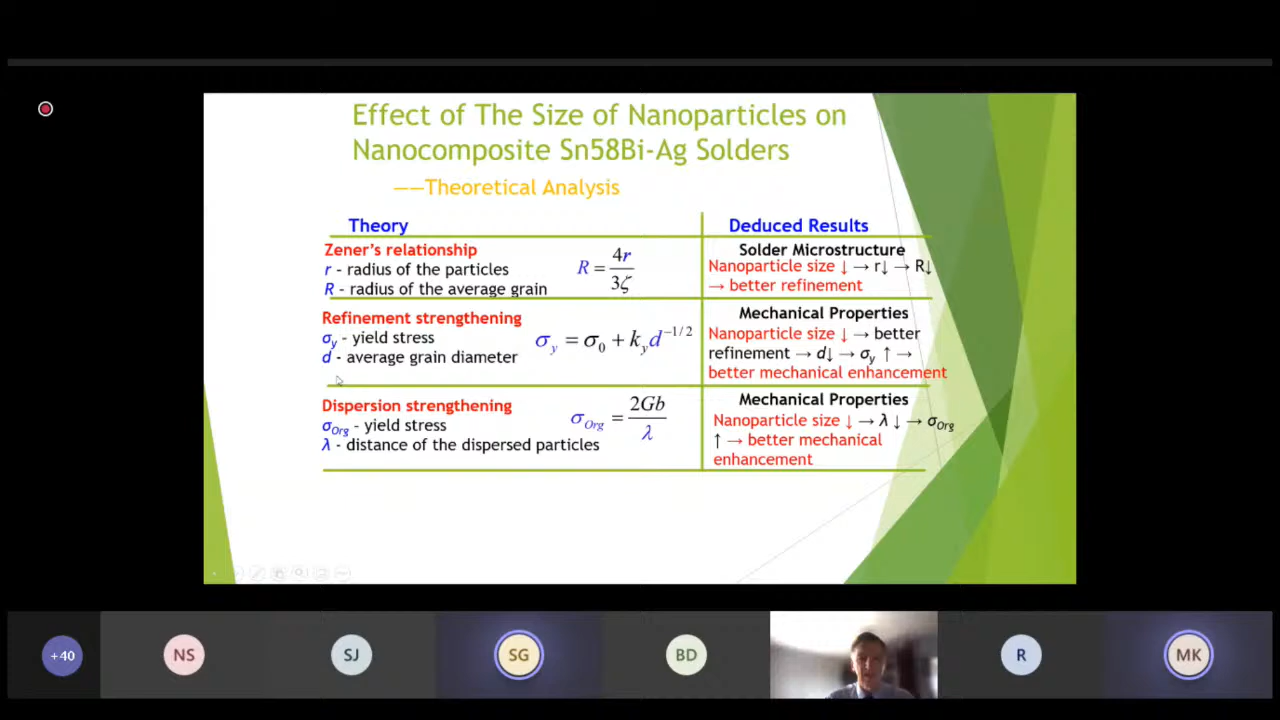 Effect of The Size of Nanoparticles on
Nanocomposite Sn58Bi-Ag Solders
——Theoretical Analysis
Theory
Deduced Results
Zener's relationship
r - radius of the particles
R - radius of the average grain
R = 4r / 3ζ
Solder Microstructure
Nanoparticle size ↓ → r↓ → R↓
→ better refinement
Refinement strengthening
σy - yield stress
d - average grain diameter
σy = σ0 + kyd^−1/2
Mechanical Properties
Nanoparticle size ↓ → better
refinement → d↓ → σy ↑ →
better mechanical enhancement
Dispersion strengthening
σOrg - yield stress
λ - distance of the dispersed particles
σOrg = 2Gb / λ
Mechanical Properties
Nanoparticle size ↓ → λ ↓ → σOrg
↑ → better mechanical
enhancement
+40
NS
SJ
SG
BD
R
MK